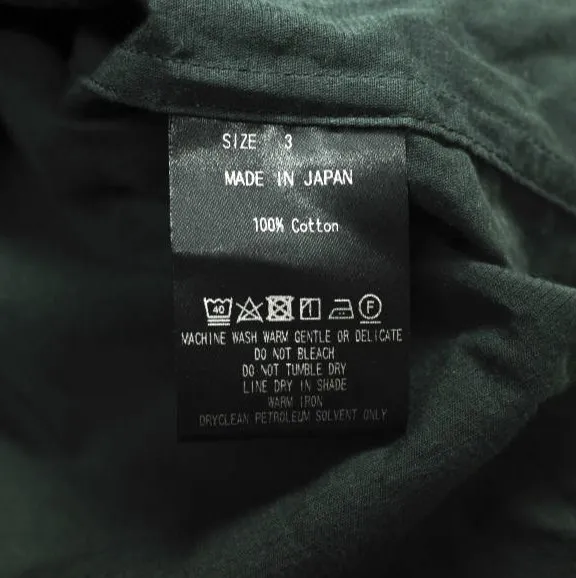 SIZE 3
MADE IN JAPAN
100% Cotton
40 F
MACHINE WASH WARM GENTLE OR DELICATE
DO NOT BLEACH
DO NOT TUMBLE DRY
LINE DRY IN SHADE
WARM IRON
DRYCLEAN PETROLEUM SOLVENT ONLY